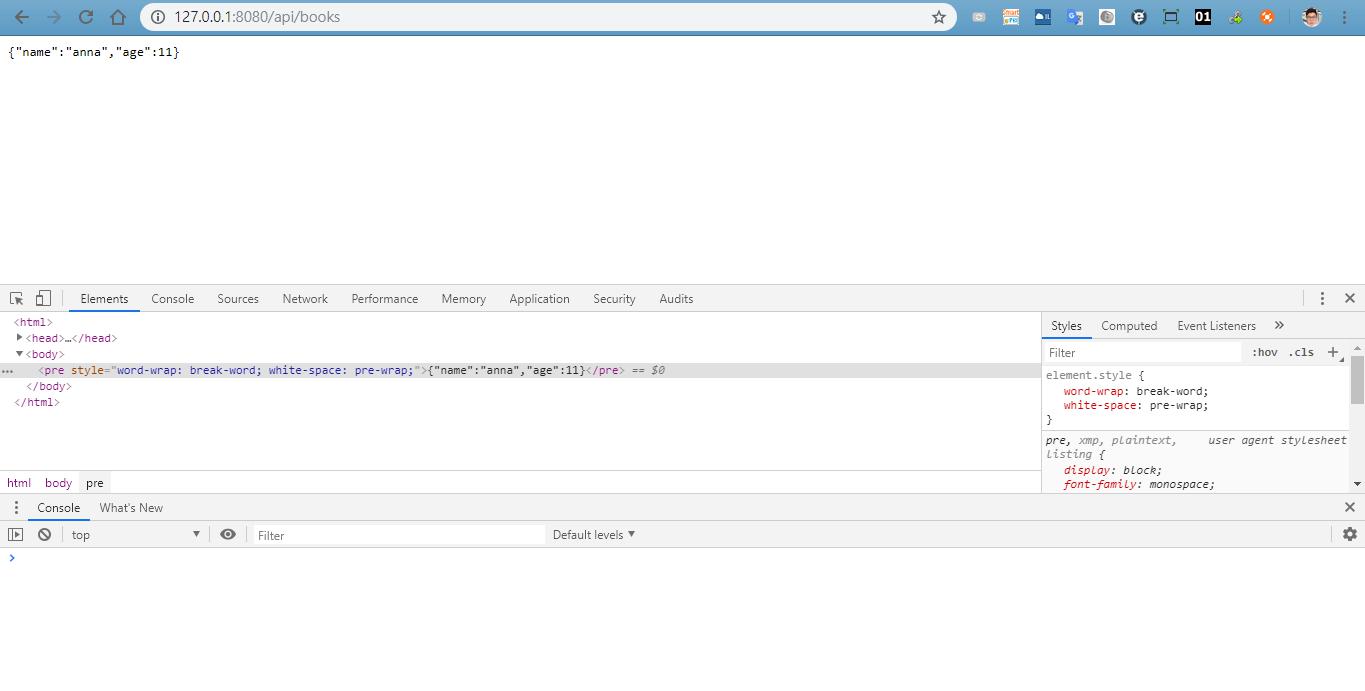 127.0.0.1:8080/api/books
01
{"name":"anna","age":11}
Elements Console Sources Network Performance Memory Application Security Audits
<html>
<head>…</head>
<body>
<pre style="word-wrap: break-word; white-space: pre-wrap;">{"name":"anna","age":11}</pre> == $0
</body>
</html>
html body pre
Styles Computed Event Listeners »
Filter :hov .cls +
element.style {
word-wrap: break-word;
white-space: pre-wrap;
}
pre, xmp, plaintext, user agent stylesheet
listing {
display: block;
font-family: monospace;
Console What's New
top Filter Default levels